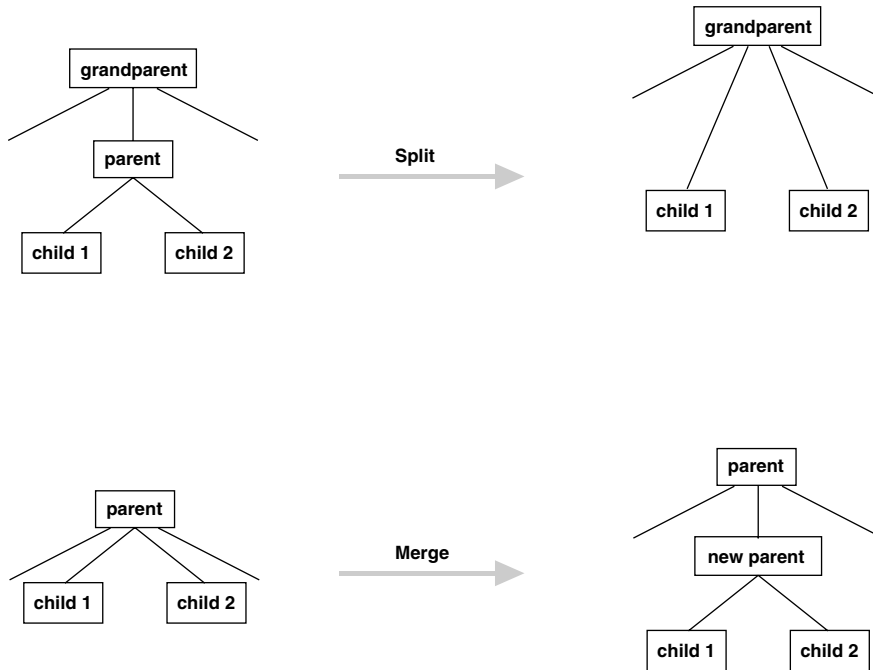 grandparent
parent
child 1
child 2
Split
grandparent
child 1
child 2
parent
child 1
child 2
Merge
parent
new parent
child 1
child 2